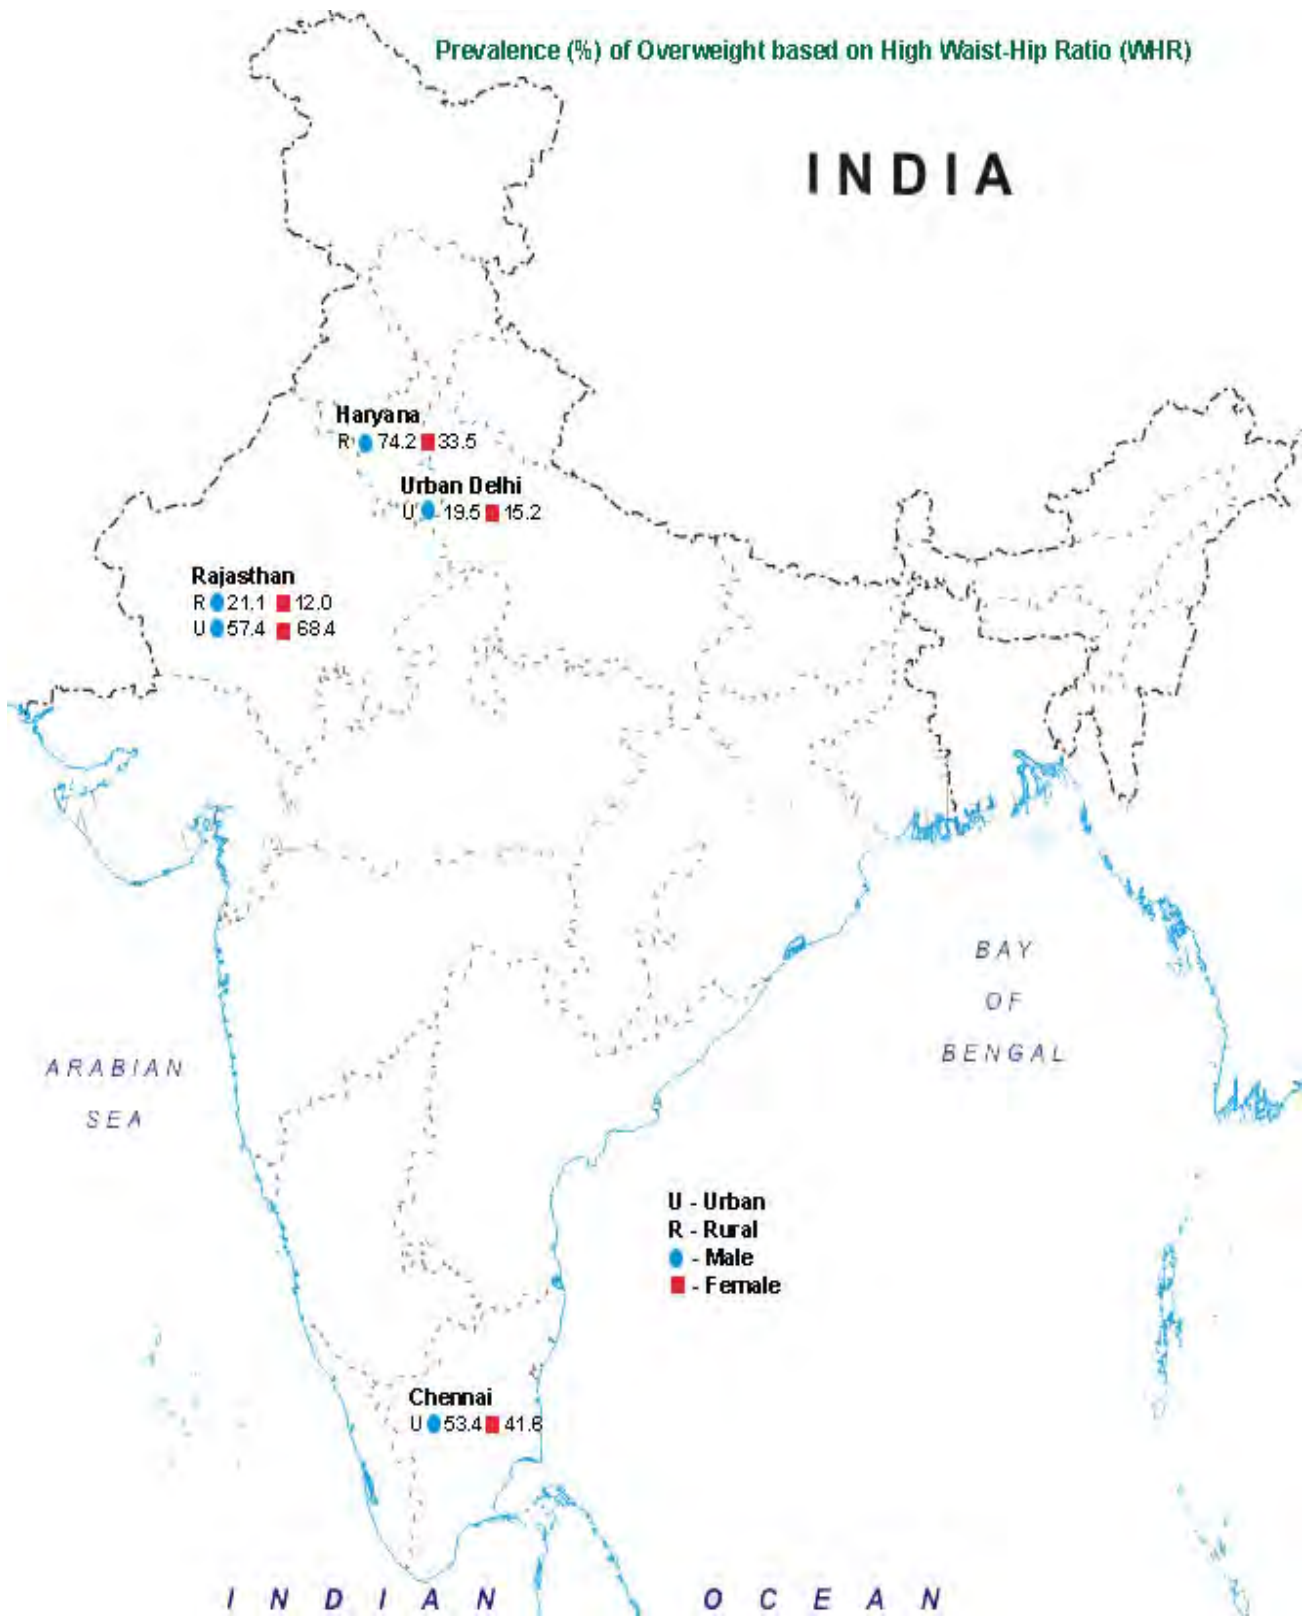 Prevalence (%) of Overweight based on High Waist-Hip Ratio (WHR)
INDIA
Haryana
R 74.2 33.5
Urban Delhi
U 19.5 15.2
Rajasthan
R 21.1 12.0
U 57.4 68.4
BAY
OF
BENGAL
ARABIAN
SEA
U - Urban
R - Rural
- Male
- Female
Chennai
U 53.4 41.6
INDIAN OCEAN